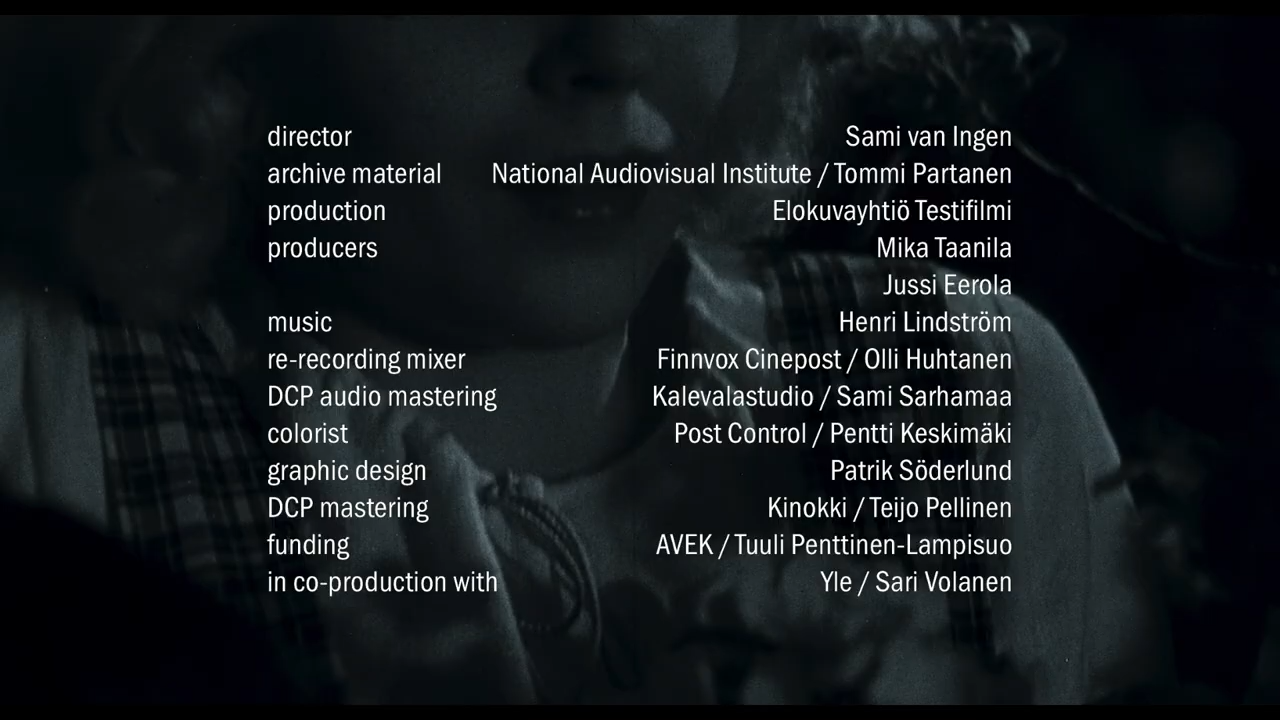 director Sami van Ingen
archive material National Audiovisual Institute / Tommi Partanen
production Elokuvayhtiö Testifilmi
producers Mika Taanila
Jussi Eerola
music Henri Lindström
re-recording mixer Finnvox Cinepost / Olli Huhtanen
DCP audio mastering Kalevalastudio / Sami Sarhamaa
colorist Post Control / Pentti Keskimäki
graphic design Patrik Söderlund
DCP mastering Kinokki / Teijo Pellinen
funding AVEK / Tuuli Penttinen-Lampisuo
in co-production with Yle / Sari Volanen